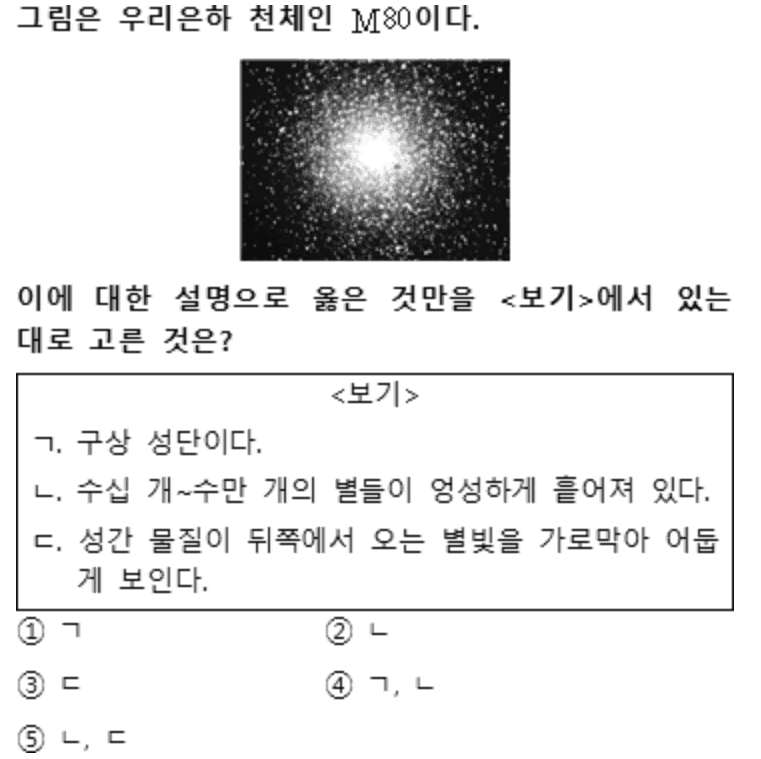 그림은 우리은하 천체인 M80이다.
이에 대한 설명으로 옳은 것만을 <보기>에서 있는
대로 고른 것은?
<보기>
ㄱ. 구상 성단이다.
ㄴ. 수십 개~수만 개의 별들이 엉성하게 흩어져 있다.
ㄷ. 성간 물질이 뒤쪽에서 오는 별빛을 가로막아 어둡
게 보인다.
① ㄱ ② ㄴ
③ ㄷ ④ ㄱ, ㄴ
⑤ ㄴ, ㄷ